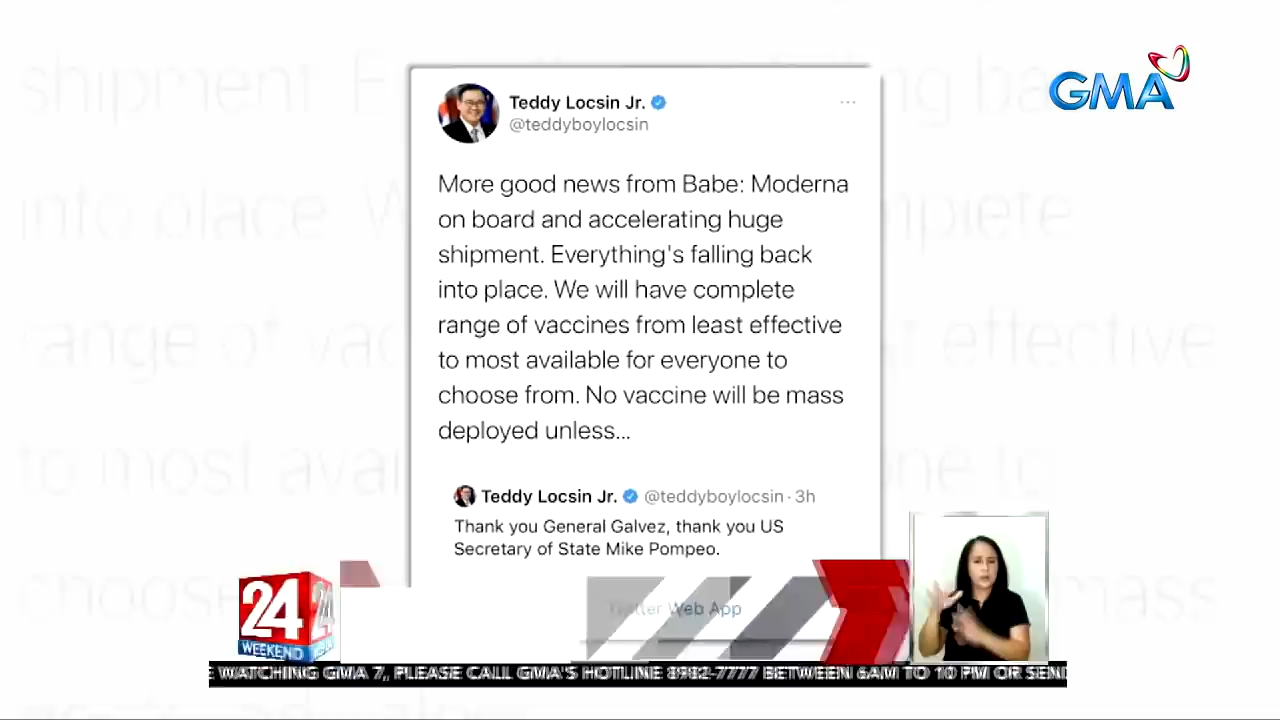 GMA
Teddy Locsin Jr.
@teddyboylocsin
More good news from Babe: Moderna
on board and accelerating huge
shipment. Everything's falling back
into place. We will have complete
range of vaccines from least effective
to most available for everyone to
choose from. No vaccine will be mass
deployed unless...
Teddy Locsin Jr. @teddyboylocsin · 3h
Thank you General Galvez, thank you US
Secretary of State Mike Pompeo.
Twitter Web App
24
WEEKEND
E WATCHING GMA 7, PLEASE CALL GMA'S HOTLINE 8982-7777 BETWEEN 6AM TO 10 PM OR SEND